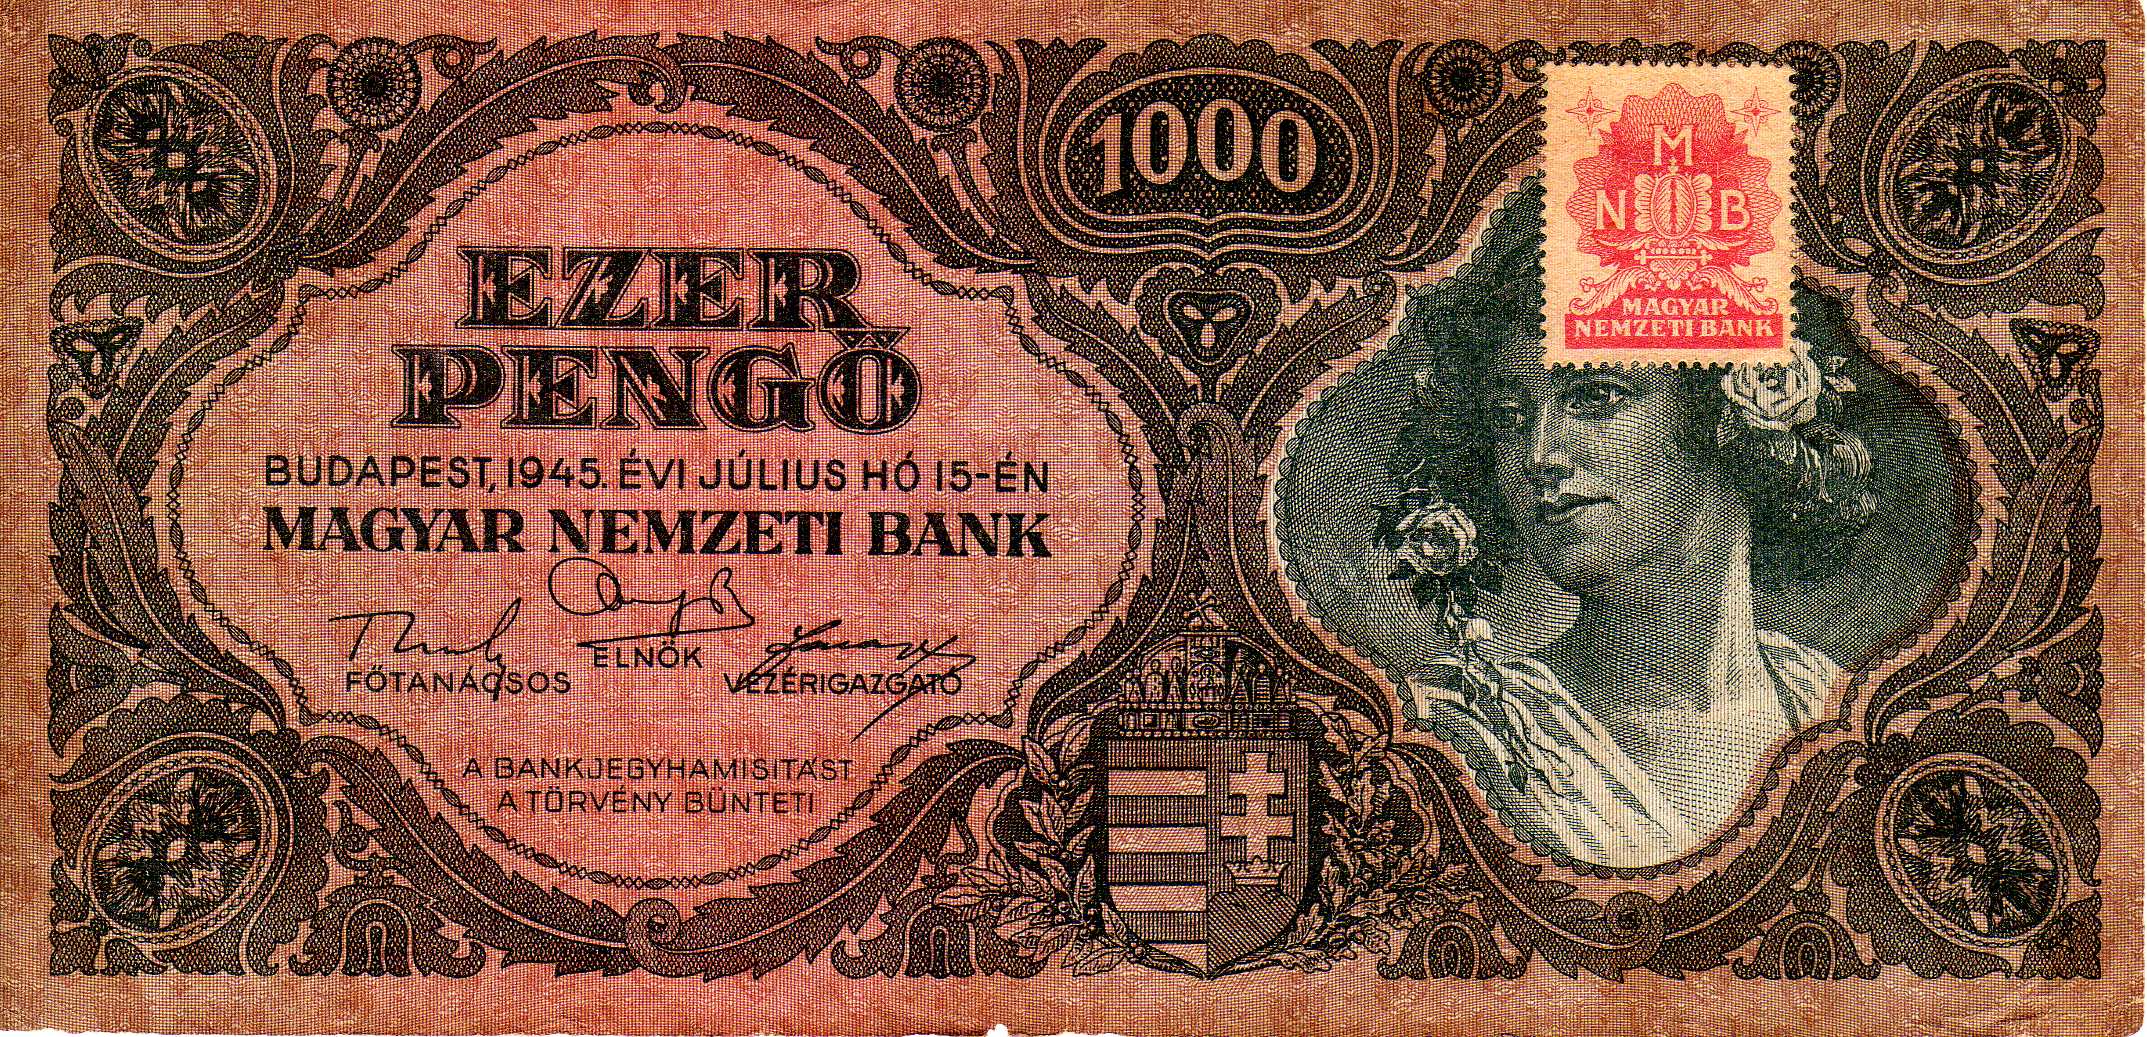 1000
EZER
PENGŐ
BUDAPEST, 1945. ÉVI JÚLIUS HÓ 15-ÉN
MAGYAR NEMZETI BANK
ELNÖK
FŐTANÁCSOS
VEZÉRIGAZGATÓ
A BANKJEGYHAMISITÁST
A TÖRVÉNY BÜNTETI
M
N B
MAGYAR
NEMZETI BANK